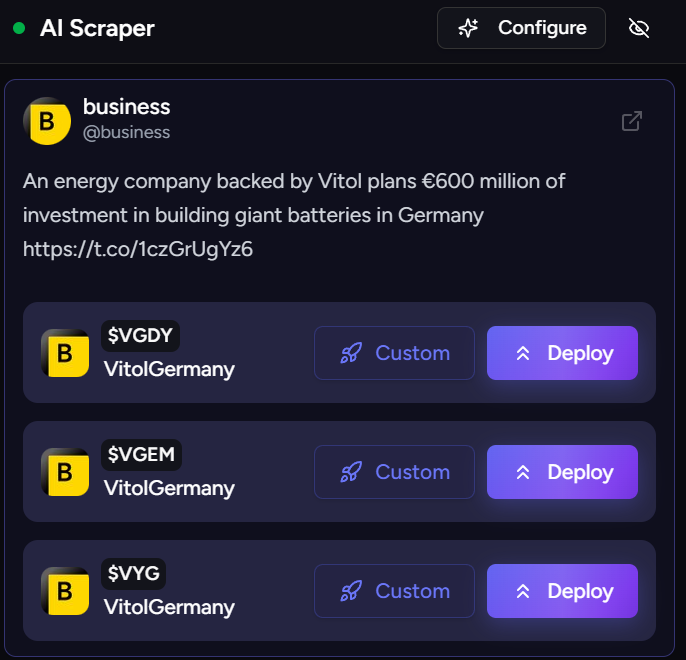 AI Scraper
Configure
B
business
@business
An energy company backed by Vitol plans €600 million of
investment in building giant batteries in Germany
https://t.co/1czGrUgYz6
B
$VGDY
VitolGermany
Custom
Deploy
B
$VGEM
VitolGermany
Custom
Deploy
B
$VYG
VitolGermany
Custom
Deploy